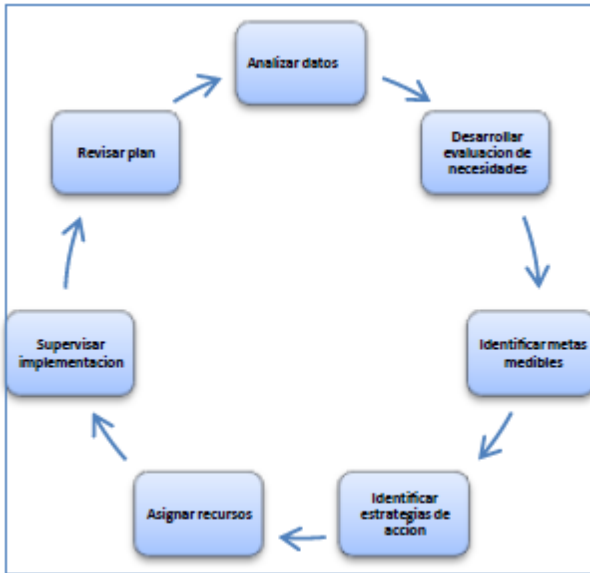 Analizar datos
Desarrollar
evaluacion de
necesidades
Identificar metas
medibles
Identificar
estrategias de
accion
Asignar recursos
Supervisar
implementacion
Revisar plan